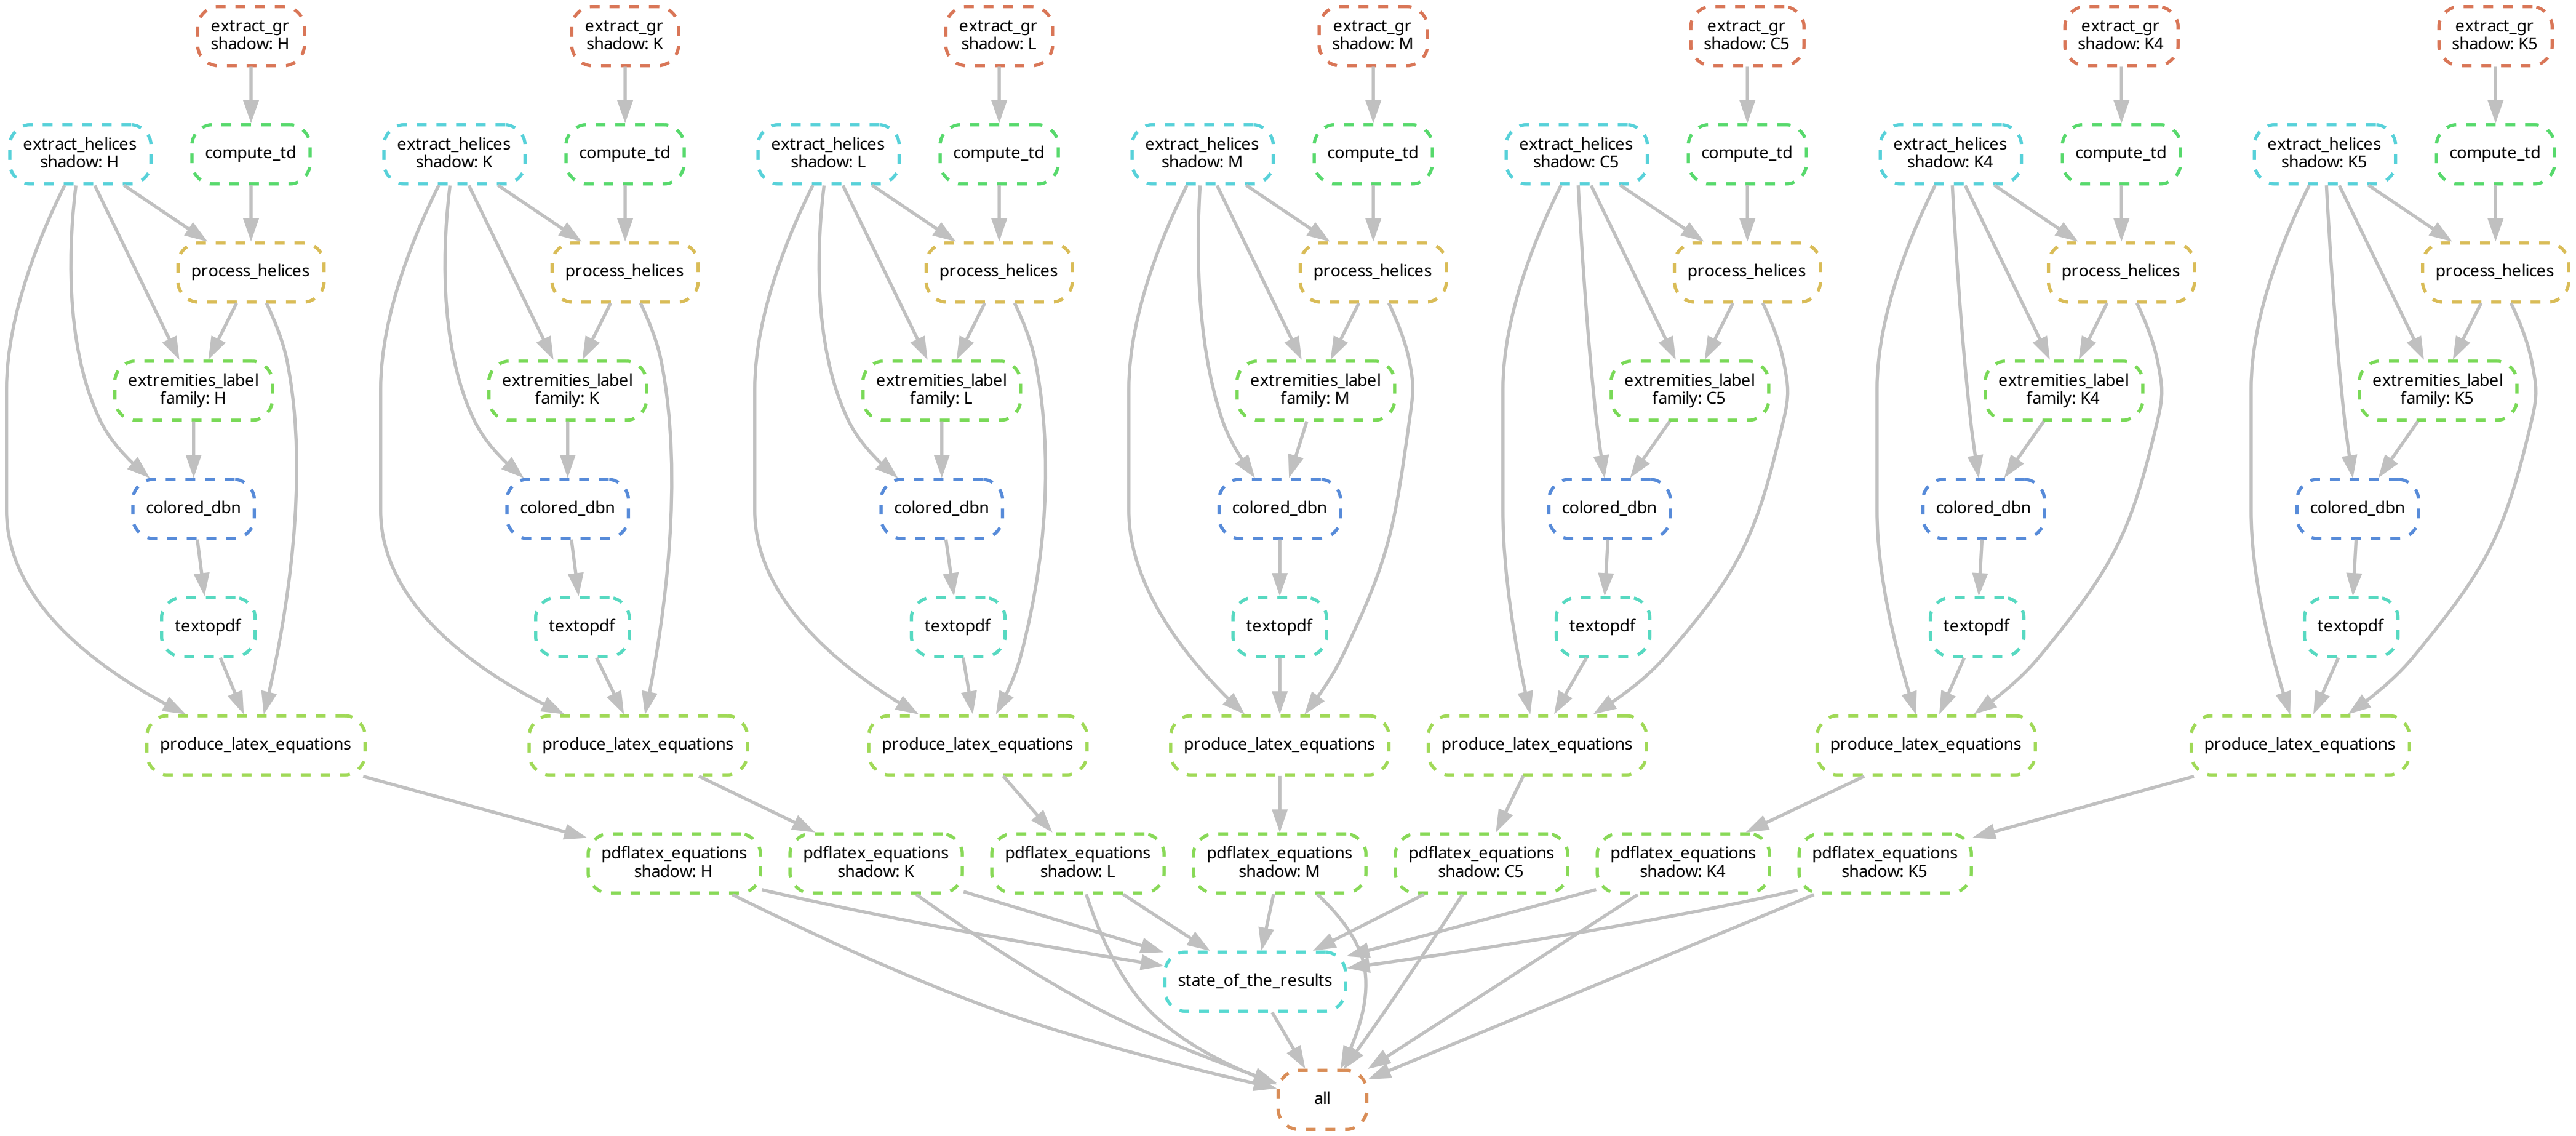 extract_gr
shadow: H
extract_gr
shadow: K
extract_gr
shadow: L
extract_gr
shadow: M
extract_gr
shadow: C5
extract_gr
shadow: K4
extract_gr
shadow: K5
extract_helices
shadow: H
compute_td
extract_helices
shadow: K
compute_td
extract_helices
shadow: L
compute_td
extract_helices
shadow: M
compute_td
extract_helices
shadow: C5
compute_td
extract_helices
shadow: K4
compute_td
extract_helices
shadow: K5
compute_td
process_helices
process_helices
process_helices
process_helices
process_helices
process_helices
process_helices
extremities_label
family: H
extremities_label
family: K
extremities_label
family: L
extremities_label
family: M
extremities_label
family: C5
extremities_label
family: K4
extremities_label
family: K5
colored_dbn
colored_dbn
colored_dbn
colored_dbn
colored_dbn
colored_dbn
colored_dbn
textopdf
textopdf
textopdf
textopdf
textopdf
textopdf
textopdf
produce_latex_equations
produce_latex_equations
produce_latex_equations
produce_latex_equations
produce_latex_equations
produce_latex_equations
produce_latex_equations
pdflatex_equations
shadow: H
pdflatex_equations
shadow: K
pdflatex_equations
shadow: L
pdflatex_equations
shadow: M
pdflatex_equations
shadow: C5
pdflatex_equations
shadow: K4
pdflatex_equations
shadow: K5
state_of_the_results
all